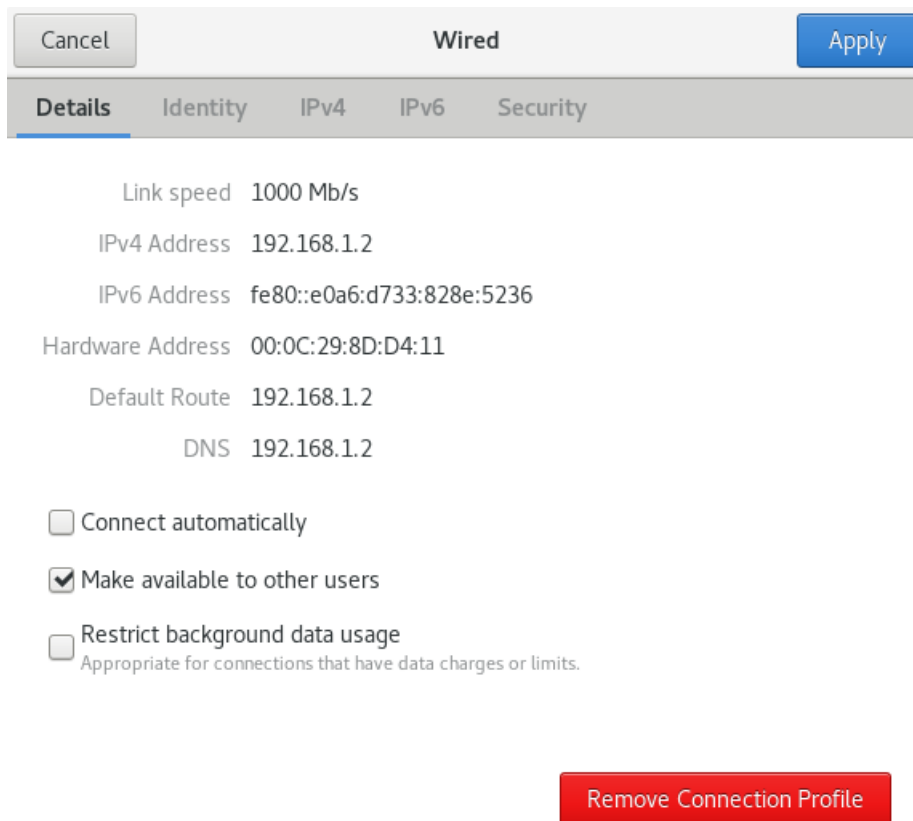 Cancel Wired Apply
Details Identity IPv4 IPv6 Security
Link speed 1000 Mb/s
IPv4 Address 192.168.1.2
IPv6 Address fe80::e0a6:d733:828e:5236
Hardware Address 00:0C:29:8D:D4:11
Default Route 192.168.1.2
DNS 192.168.1.2
Connect automatically
Make available to other users
Restrict background data usage
Appropriate for connections that have data charges or limits.
Remove Connection Profile